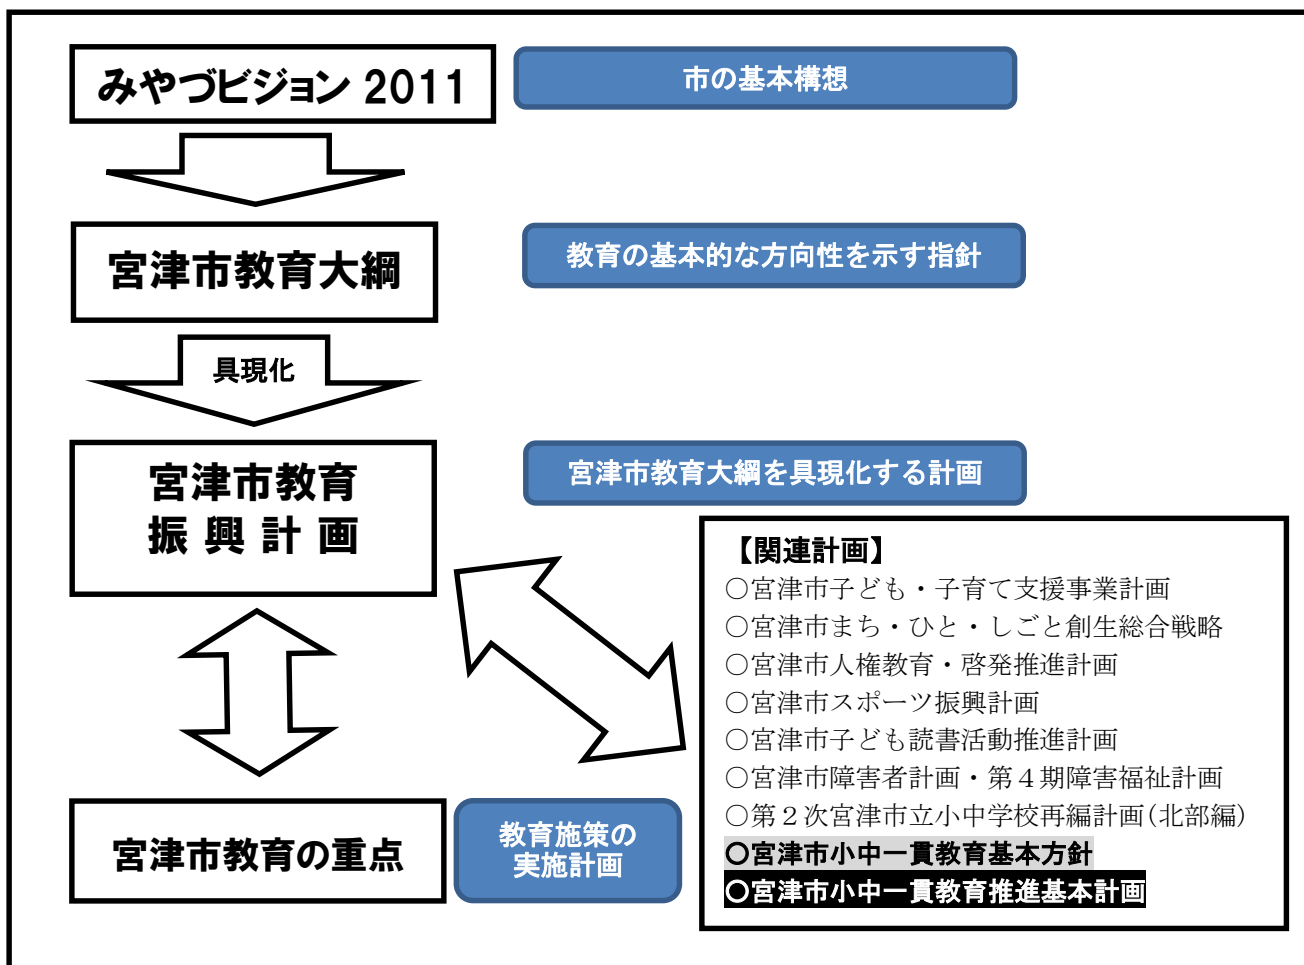 みやづビジョン 2011
市の基本構想
宮津市教育大綱
教育の基本的な方向性を示す指針
具現化
宮津市教育
振 興 計 画
宮津市教育大綱を具現化する計画
【関連計画】
○宮津市子ども・子育て支援事業計画
○宮津市まち・ひと・しごと創生総合戦略
○宮津市人権教育・啓発推進計画
○宮津市スポーツ振興計画
○宮津市子ども読書活動推進計画
○宮津市障害者計画・第４期障害福祉計画
○第２次宮津市立小中学校再編計画(北部編)
○宮津市小中一貫教育基本方針
○宮津市小中一貫教育推進基本計画
宮津市教育の重点
教育施策の
実施計画